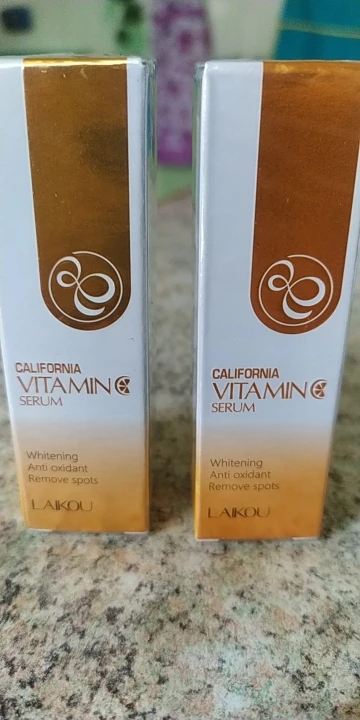 CALIFORNIA
VITAMIN C
SERUM
Whitening
Anti oxidant
Remove spots
LAIKOU
CALIFORNIA
VITAMIN C
SERUM
Whitening
Anti oxidant
Remove spots
LAIKOU